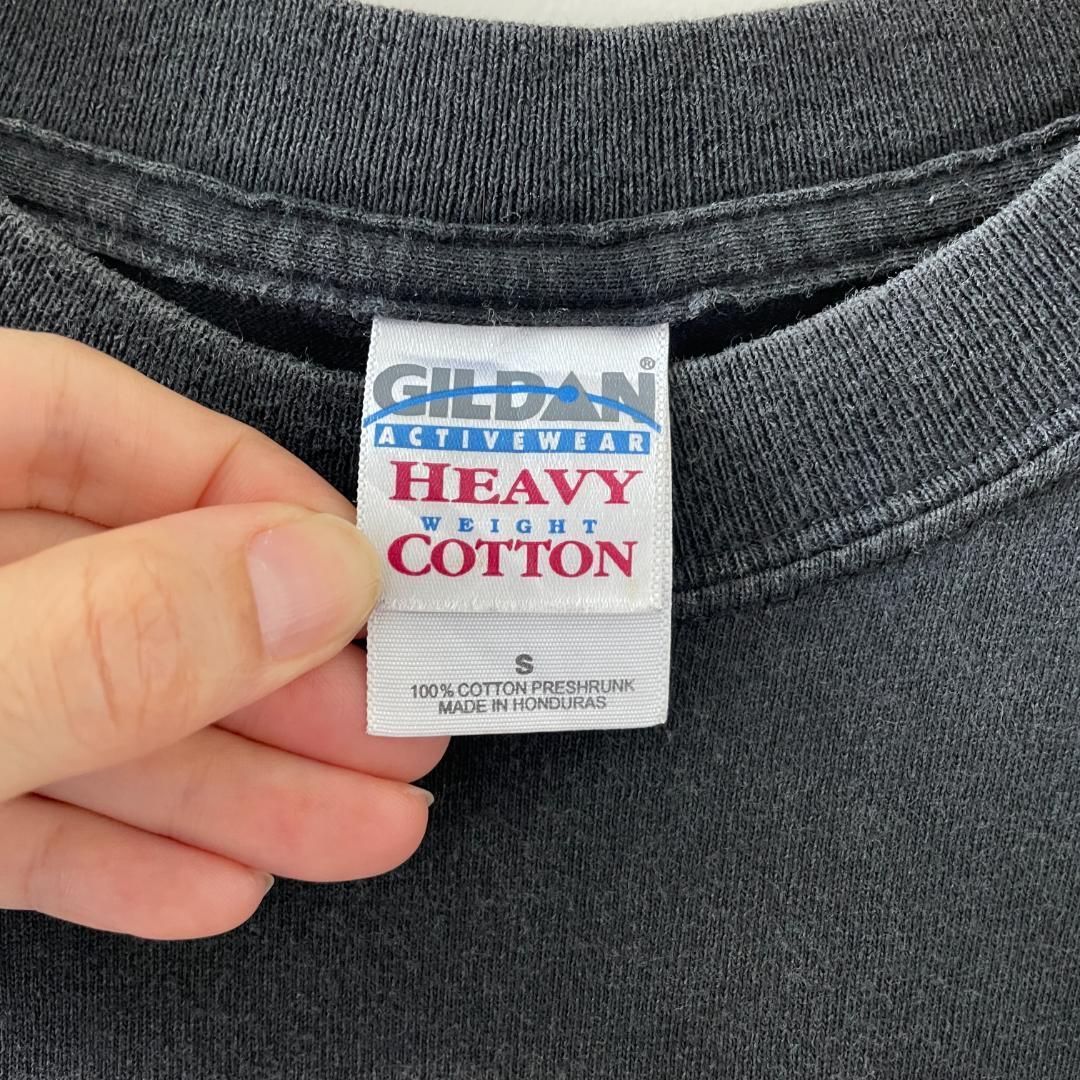 GILDAN®
ACTIVEWEAR
HEAVY
WEIGHT
COTTON
S
100% COTTON PRESHRUNK
MADE IN HONDURAS